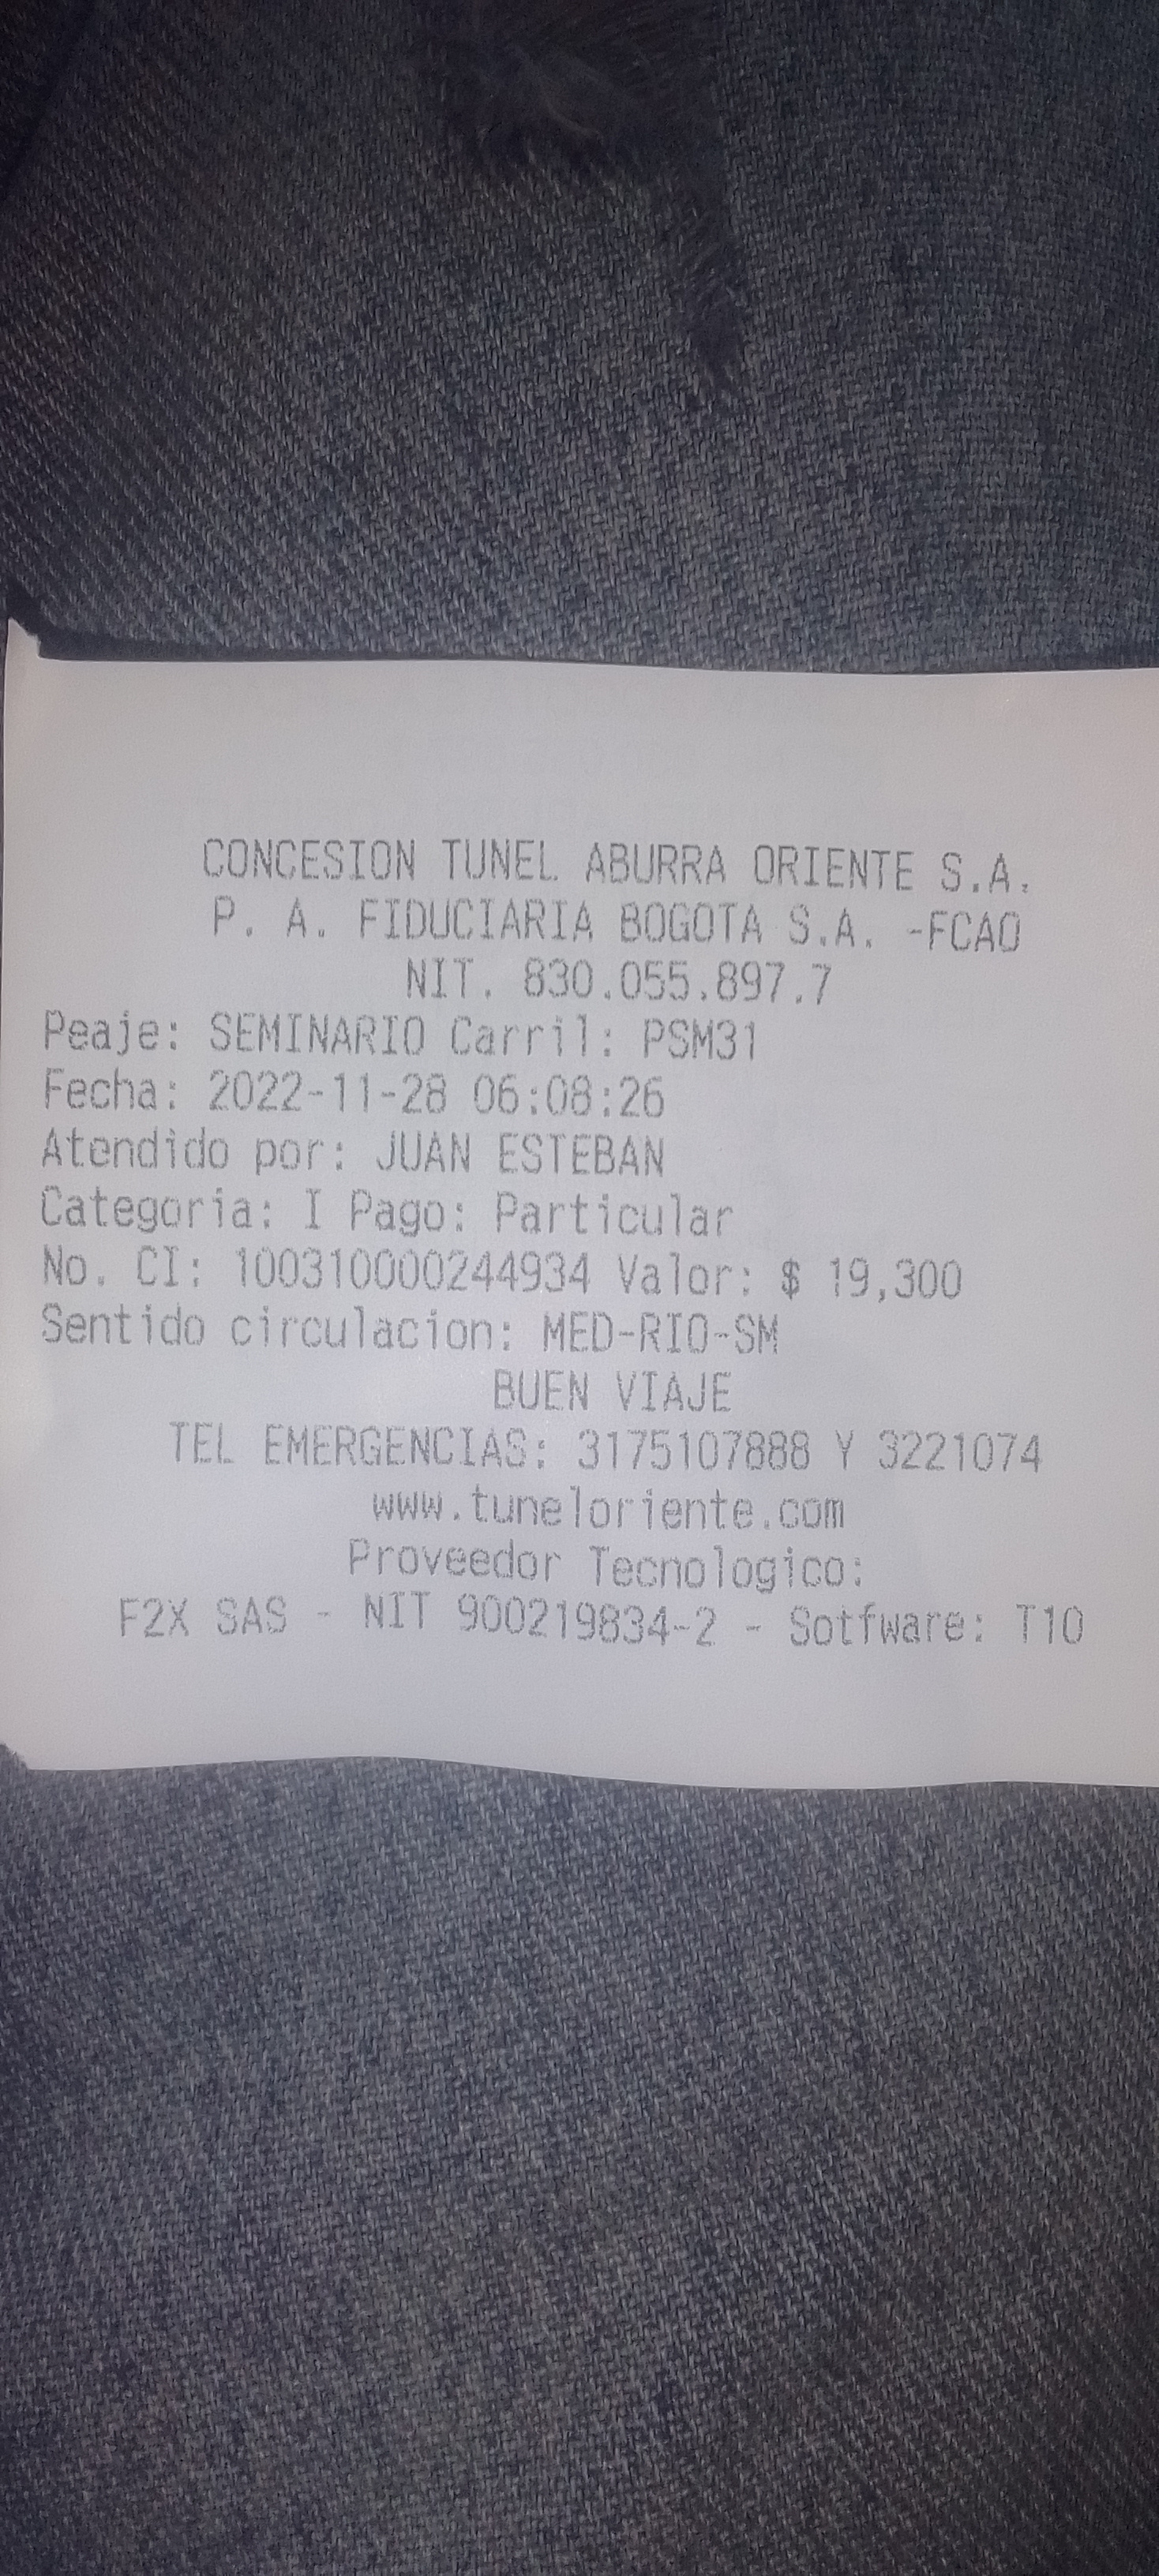 CONCESION TUNEL ABURRA ORIENTE S.A.
P. A. FIDUCIARIA BOGOTA S.A. -FCAO
NIT. 830.055.897.7
Peaje: SEMINARIO Carril: PSM31
Fecha: 2022-11-28 06:08:26
Atendido por: JUAN ESTEBAN
Categoria: I Pago: Particular
No. CI: 100310000244934 Valor: $ 19,300
Sentido circulacion: MED-RIO-SM
BUEN VIAJE
TEL EMERGENCIAS: 3175107888 Y 3221074
www.tuneloriente.com
Proveedor Tecnologico:
F2X SAS - NIT 900219834-2 - Sotfware: T10